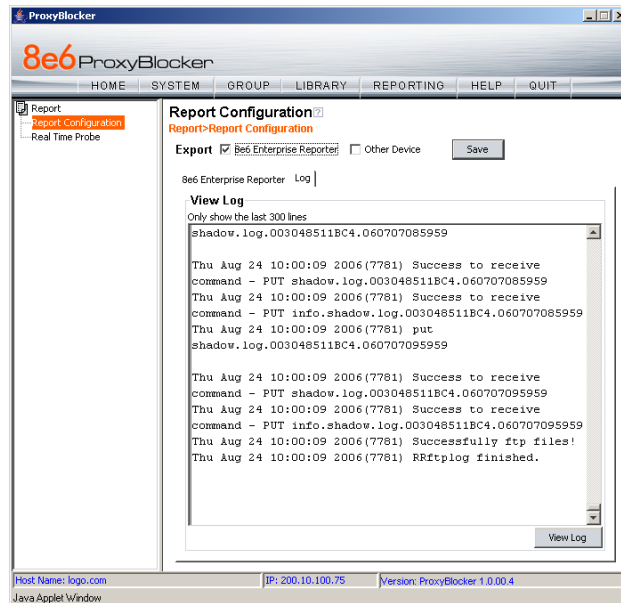 ProxyBlocker
8e6 ProxyBlocker
HOME SYSTEM GROUP LIBRARY REPORTING HELP QUIT
Report
Report Configuration
Real Time Probe
Report Configuration?
Report>Report Configuration
Export 8e6 Enterprise Reporter Other Device Save
8e6 Enterprise Reporter Log
View Log
Only show the last 300 lines
shadow.log.003048511BC4.060707085959
Thu Aug 24 10:00:09 2006(7781) Success to receive
command - PUT shadow.log.003048511BC4.060707085959
Thu Aug 24 10:00:09 2006(7781) Success to receive
command - PUT info.shadow.log.003048511BC4.060707085959
Thu Aug 24 10:00:09 2006(7781) put
shadow.log.003048511BC4.060707095959
Thu Aug 24 10:00:09 2006(7781) Success to receive
command - PUT shadow.log.003048511BC4.060707095959
Thu Aug 24 10:00:09 2006(7781) Success to receive
command - PUT info.shadow.log.003048511BC4.060707095959
Thu Aug 24 10:00:09 2006(7781) Successfully ftp files!
Thu Aug 24 10:00:09 2006(7781) RRftplog finished.
View Log
Host Name: logo.com IP: 200.10.100.75 Version: ProxyBlocker 1.0.00.4
Java Applet Window